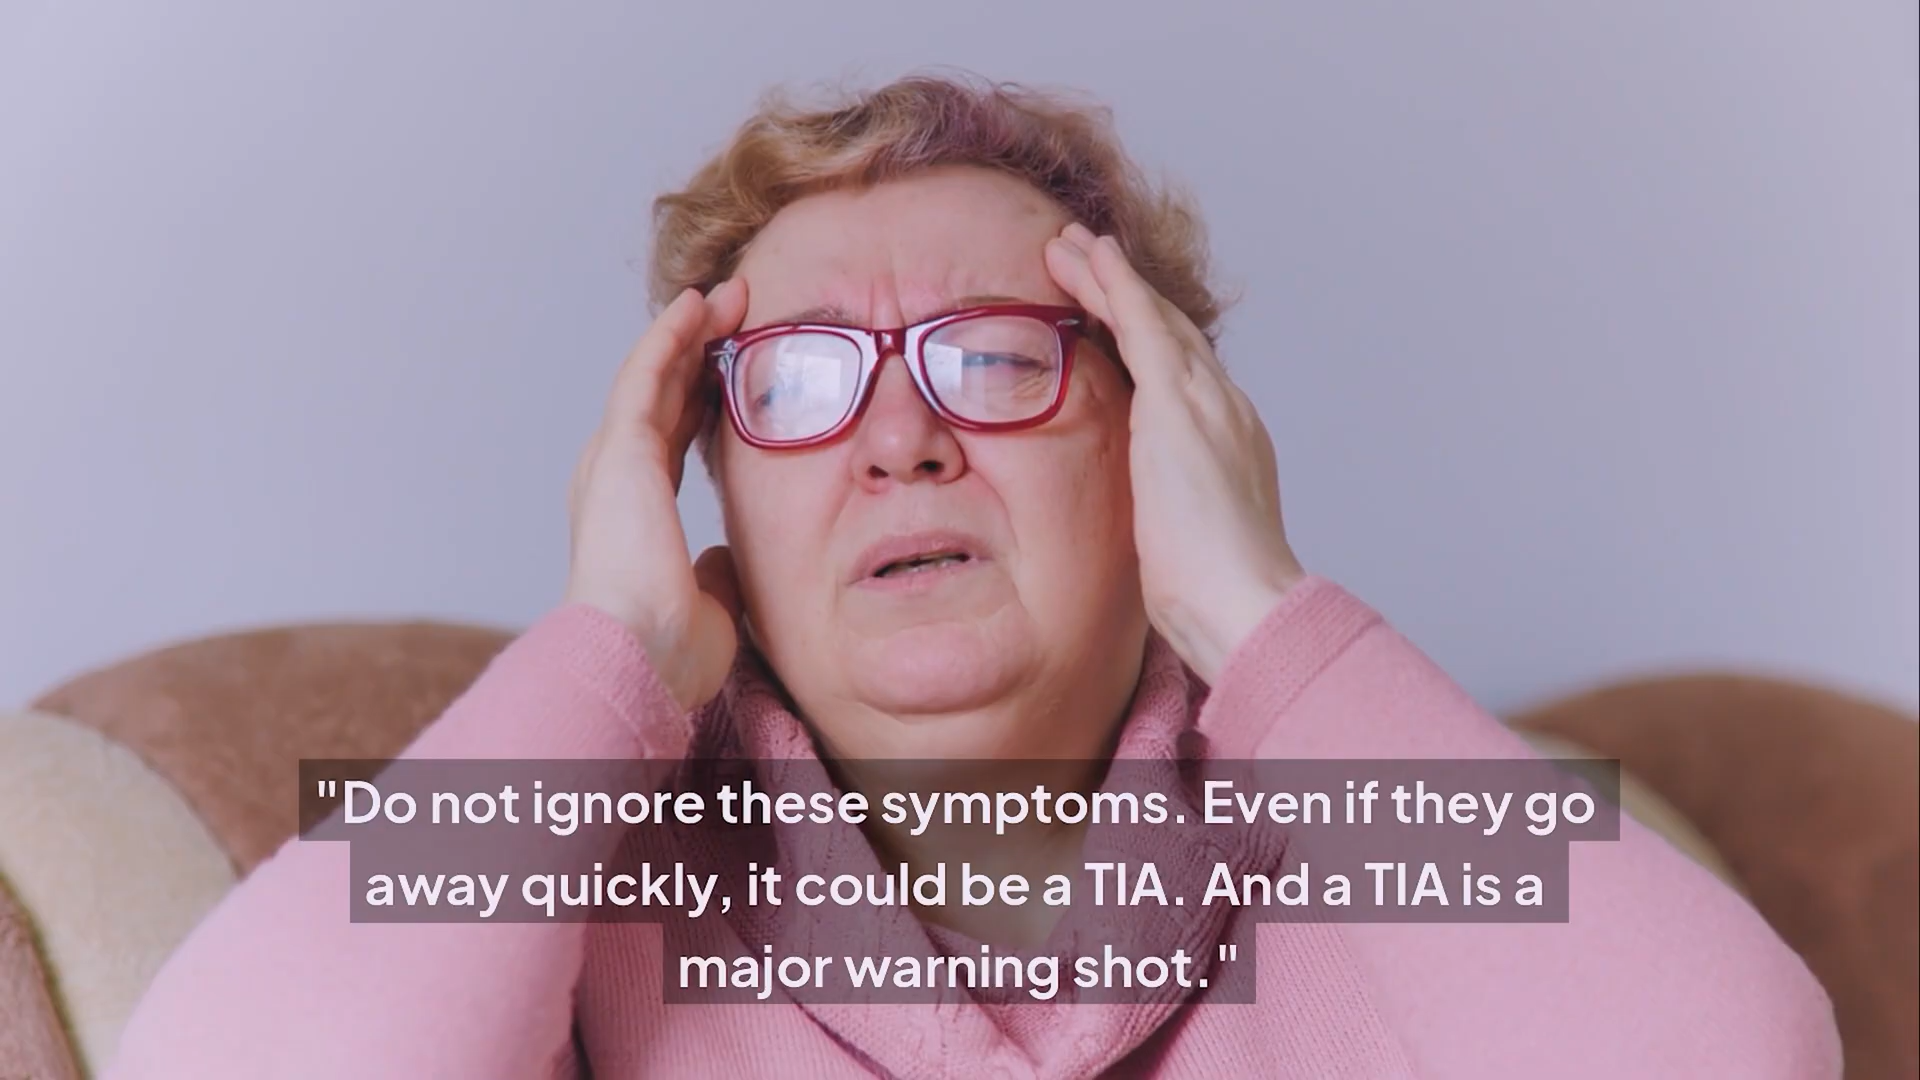 "Do not ignore these symptoms. Even if they go
away quickly, it could be a TIA. And a TIA is a
major warning shot."